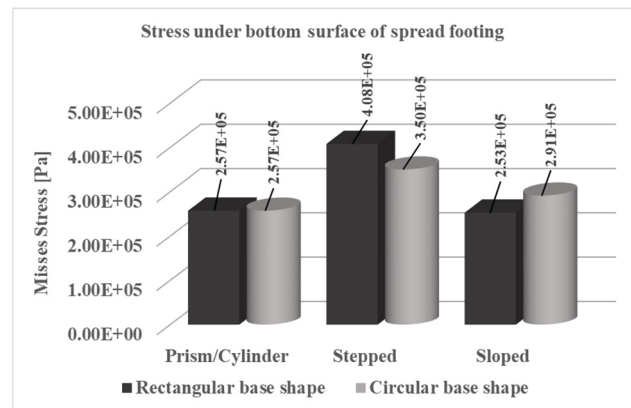 Stress under bottom surface of spread footing
Misses Stress [Pa]
5.00E+05
4.00E+05
3.00E+05
2.00E+05
1.00E+05
0.00E+00
2.57E+05
2.57E+05
4.08E+05
3.50E+05
2.53E+05
2.91E+05
Prism/Cylinder Stepped Sloped
Rectangular base shape Circular base shape